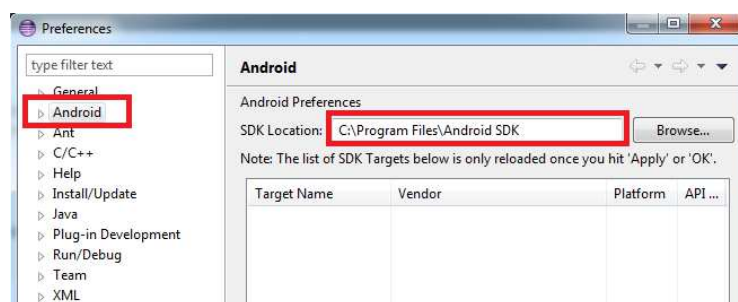 Preferences
type filter text
General
Android
Ant
C/C++
Help
Install/Update
Java
Plug-in Development
Run/Debug
Team
XML
Android
Android Preferences
SDK Location: C:\Program Files\Android SDK Browse...
Note: The list of SDK Targets below is only reloaded once you hit 'Apply' or 'OK'.
Target Name Vendor Platform API ...